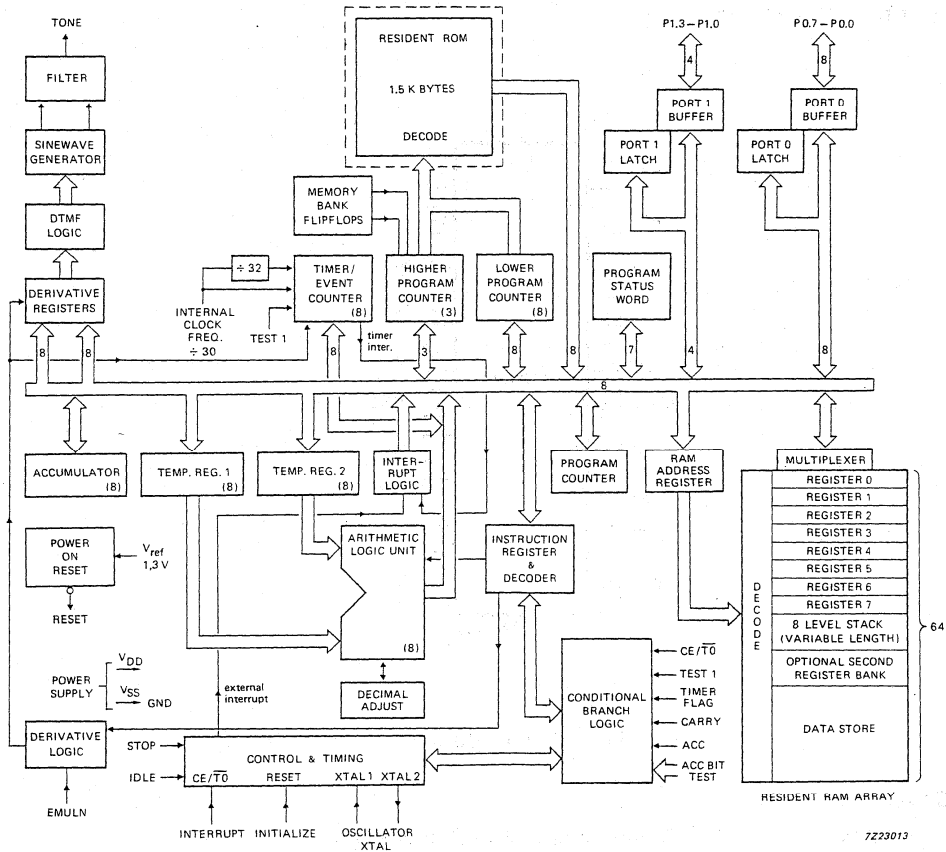 TONE
FILTER
SINEWAVE
GENERATOR
DTMF
LOGIC
DERIVATIVE
REGISTERS
8
8
RESIDENT ROM
1.5 K BYTES
DECODE
MEMORY
BANK
FLIPFLOPS
÷ 32
INTERNAL
CLOCK
FREQ.
÷ 30
TEST 1
TIMER/
EVENT
COUNTER
(8)
timer
inter.
8
HIGHER
PROGRAM
COUNTER
(3)
3
LOWER
PROGRAM
COUNTER
(8)
8
8
P1.3–P1.0
4
PORT 1
BUFFER
PORT 1
LATCH
4
P0.7–P0.0
8
PORT 0
BUFFER
PORT 0
LATCH
8
PROGRAM
STATUS
WORD
7
8
ACCUMULATOR
(8)
TEMP. REG. 1
(8)
TEMP. REG. 2
(8)
INTER-
RUPT
LOGIC
PROGRAM
COUNTER
RAM
ADDRESS
REGISTER
MULTIPLEXER
POWER
ON
RESET
Vref
1,3 V
RESET
ARITHMETIC
LOGIC UNIT
(8)
DECIMAL
ADJUST
INSTRUCTION
REGISTER
&
DECODER
DECODE
REGISTER 0
REGISTER 1
REGISTER 2
REGISTER 3
REGISTER 4
REGISTER 5
REGISTER 6
REGISTER 7
8 LEVEL STACK
(VARIABLE LENGTH)
OPTIONAL SECOND
REGISTER BANK
DATA STORE
64
RESIDENT RAM ARRAY
POWER
SUPPLY
VDD
VSS
GND
external
interrupt
CONDITIONAL
BRANCH
LOGIC
CE/T̅0̅
TEST 1
TIMER
FLAG
CARRY
ACC
ACC BIT
TEST
DERIVATIVE
LOGIC
EMULN
STOP
IDLE
CONTROL & TIMING
CE/T̅0̅ RESET XTAL 1 XTAL 2
INTERRUPT INITIALIZE OSCILLATOR
XTAL
7Z23013